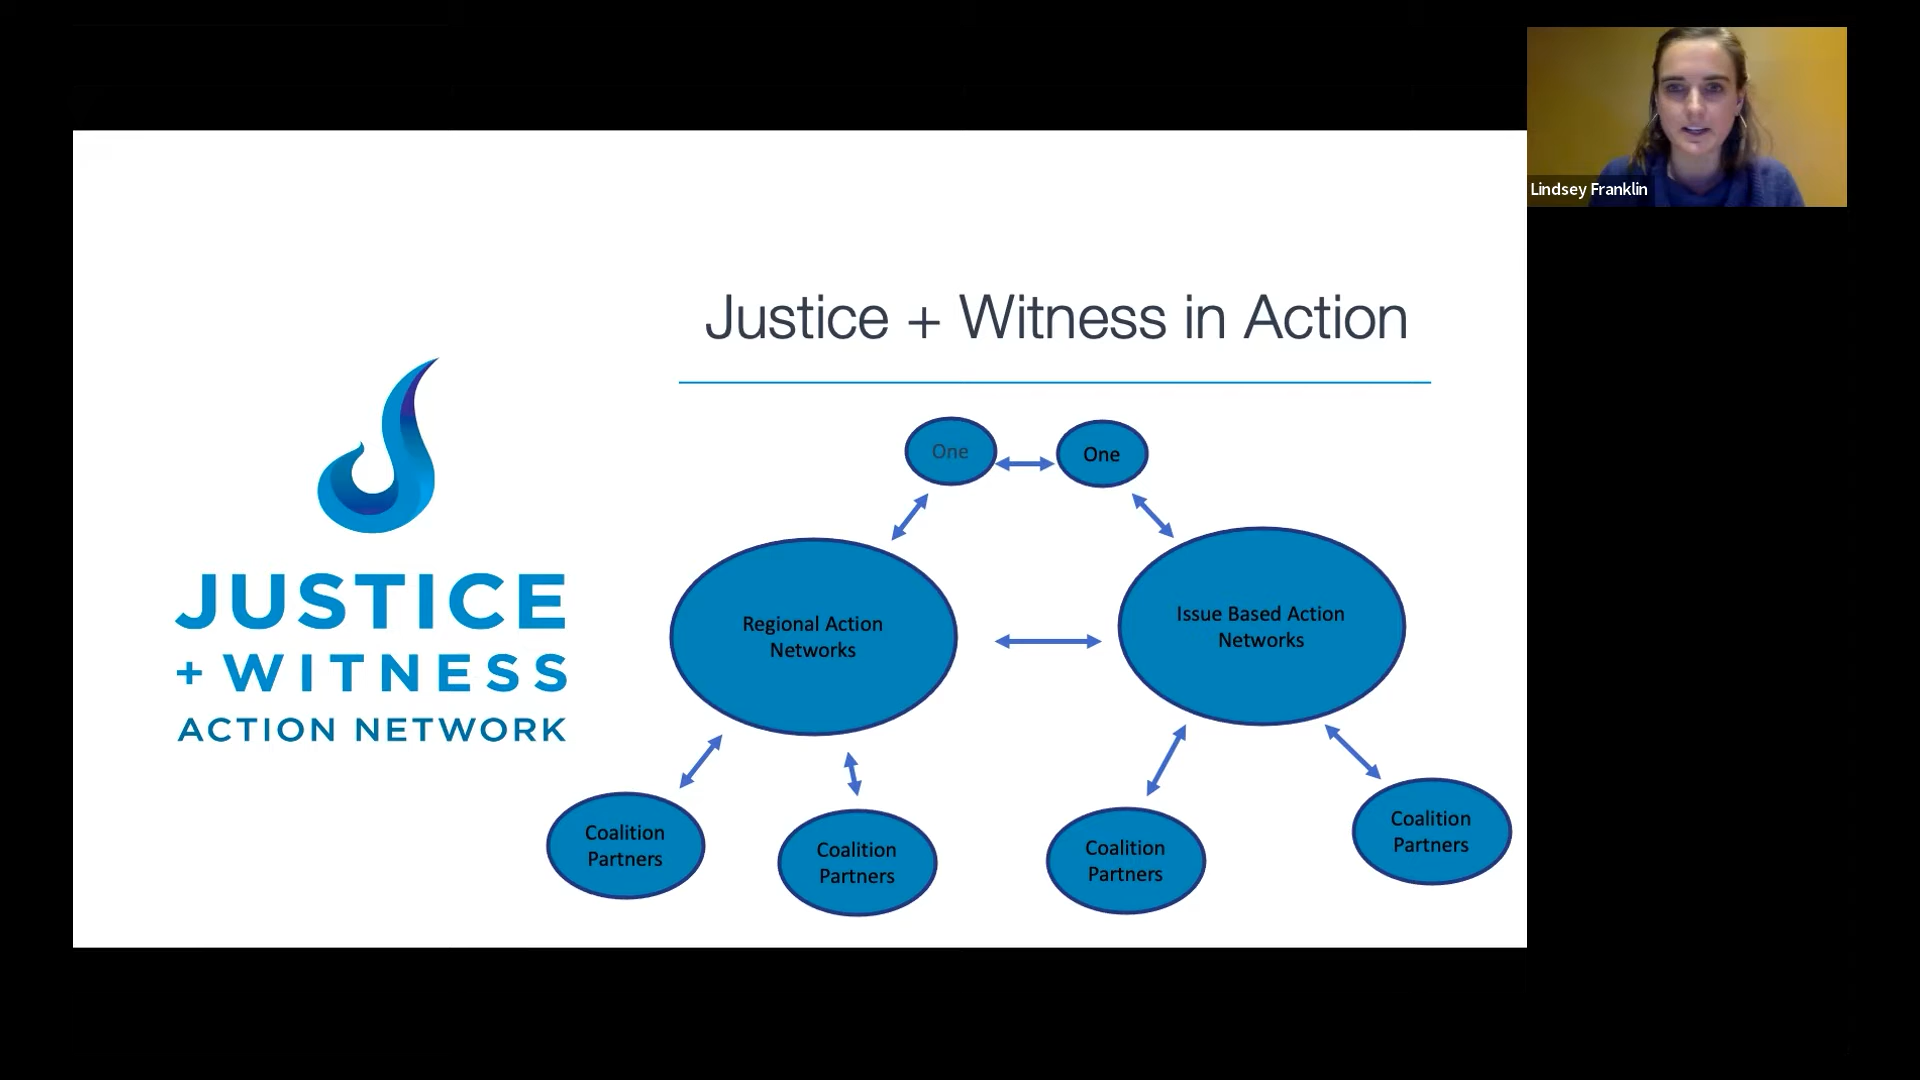 Lindsey Franklin
Justice + Witness in Action
JUSTICE
+ WITNESS
ACTION NETWORK
One
One
Regional Action
Networks
Issue Based Action
Networks
Coalition
Partners
Coalition
Partners
Coalition
Partners
Coalition
Partners